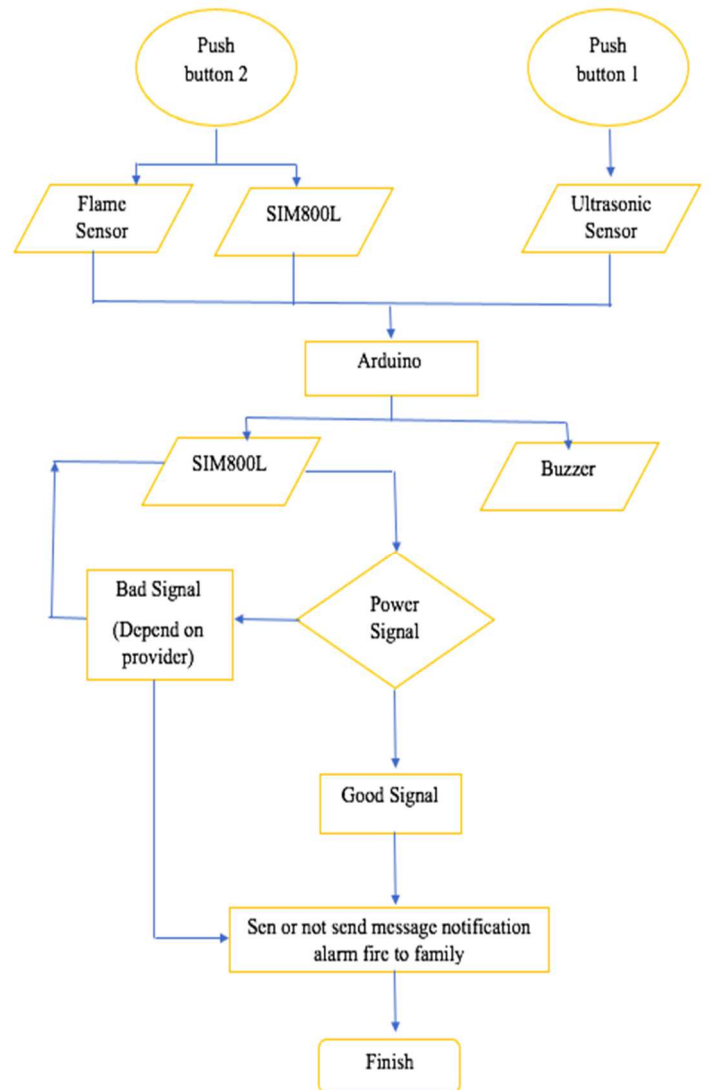 Push
button 2
Push
button 1
Flame
Sensor
SIM800L
Ultrasonic
Sensor
Arduino
SIM800L
Buzzer
Bad Signal
(Depend on
provider)
Power
Signal
Good Signal
Sen or not send message notification
alarm fire to family
Finish